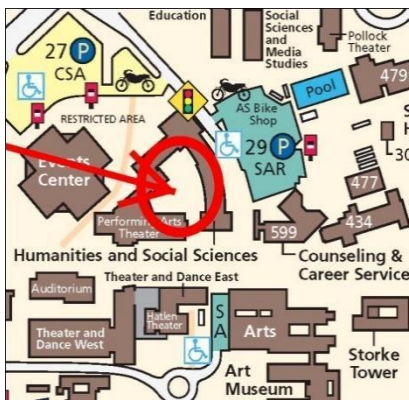 Education
Social
Sciences
and
Media
Studies
Pollock
Theater
27 P
CSA
479
Pool
AS Bike
Shop
RESTRICTED AREA
29 P
SAR
Events
Center
30
477
Performing Arts
Theater
434
599
Humanities and Social Sciences
Counseling &
Career Service
Theater and Dance East
Auditorium
Hatlen
Theater
SA
Arts
Theater and
Dance West
Storke
Tower
Art
Museum